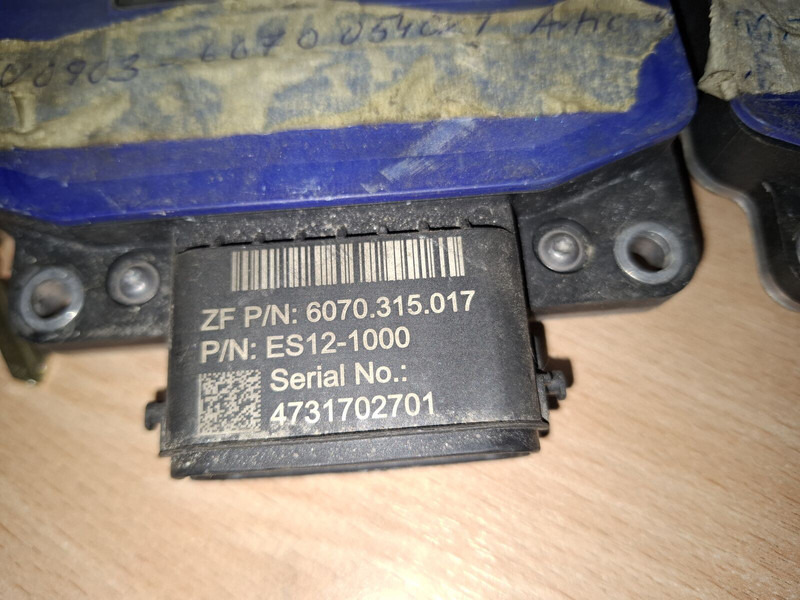 ZF P/N: 6070.315.017
P/N: ES12-1000
Serial No.:
4731702701